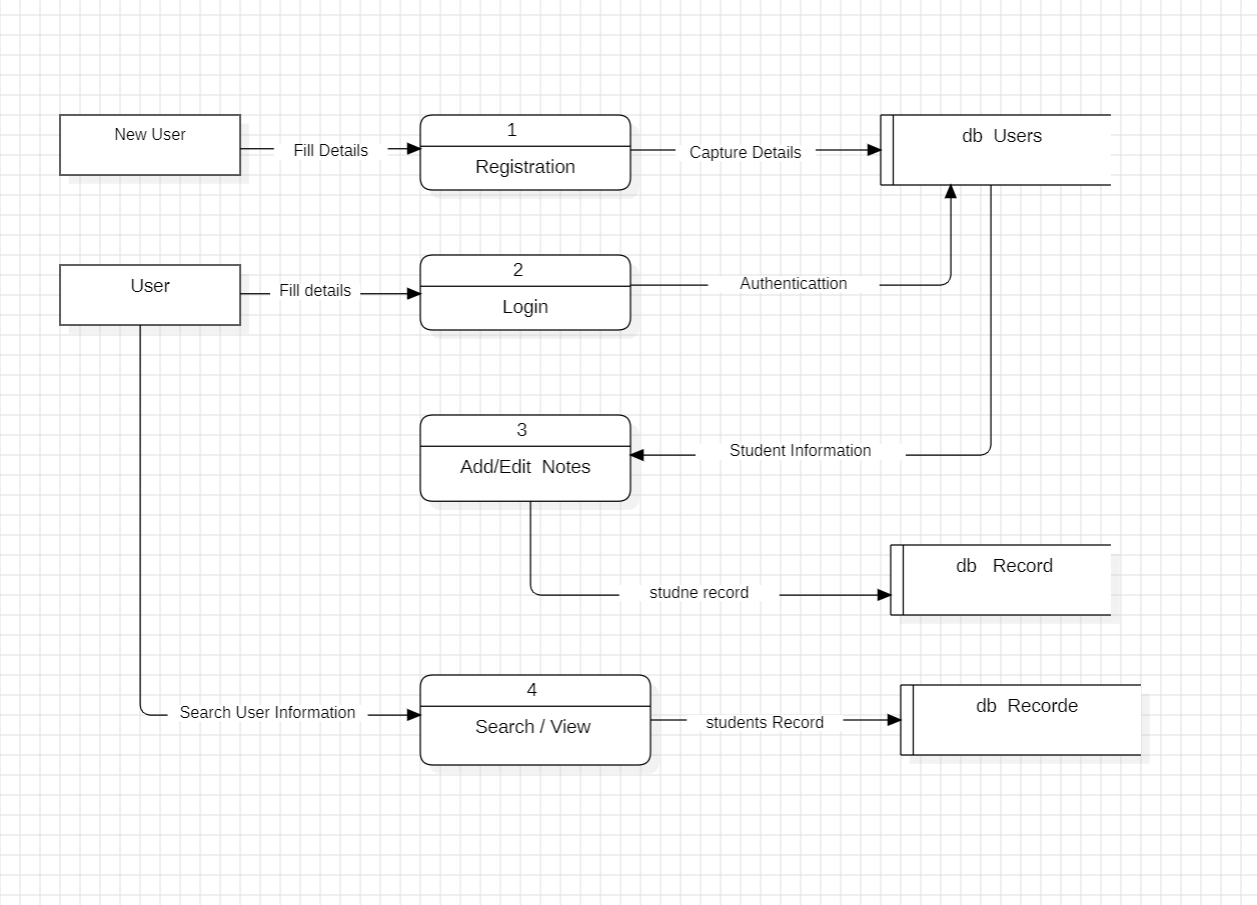 New User
Fill Details
1
Registration
Capture Details
db  Users
User
Fill details
2
Login
Authenticattion
3
Add/Edit  Notes
Student Information
studne record
db   Record
Search User Information
4
Search / View
students Record
db  Recorde